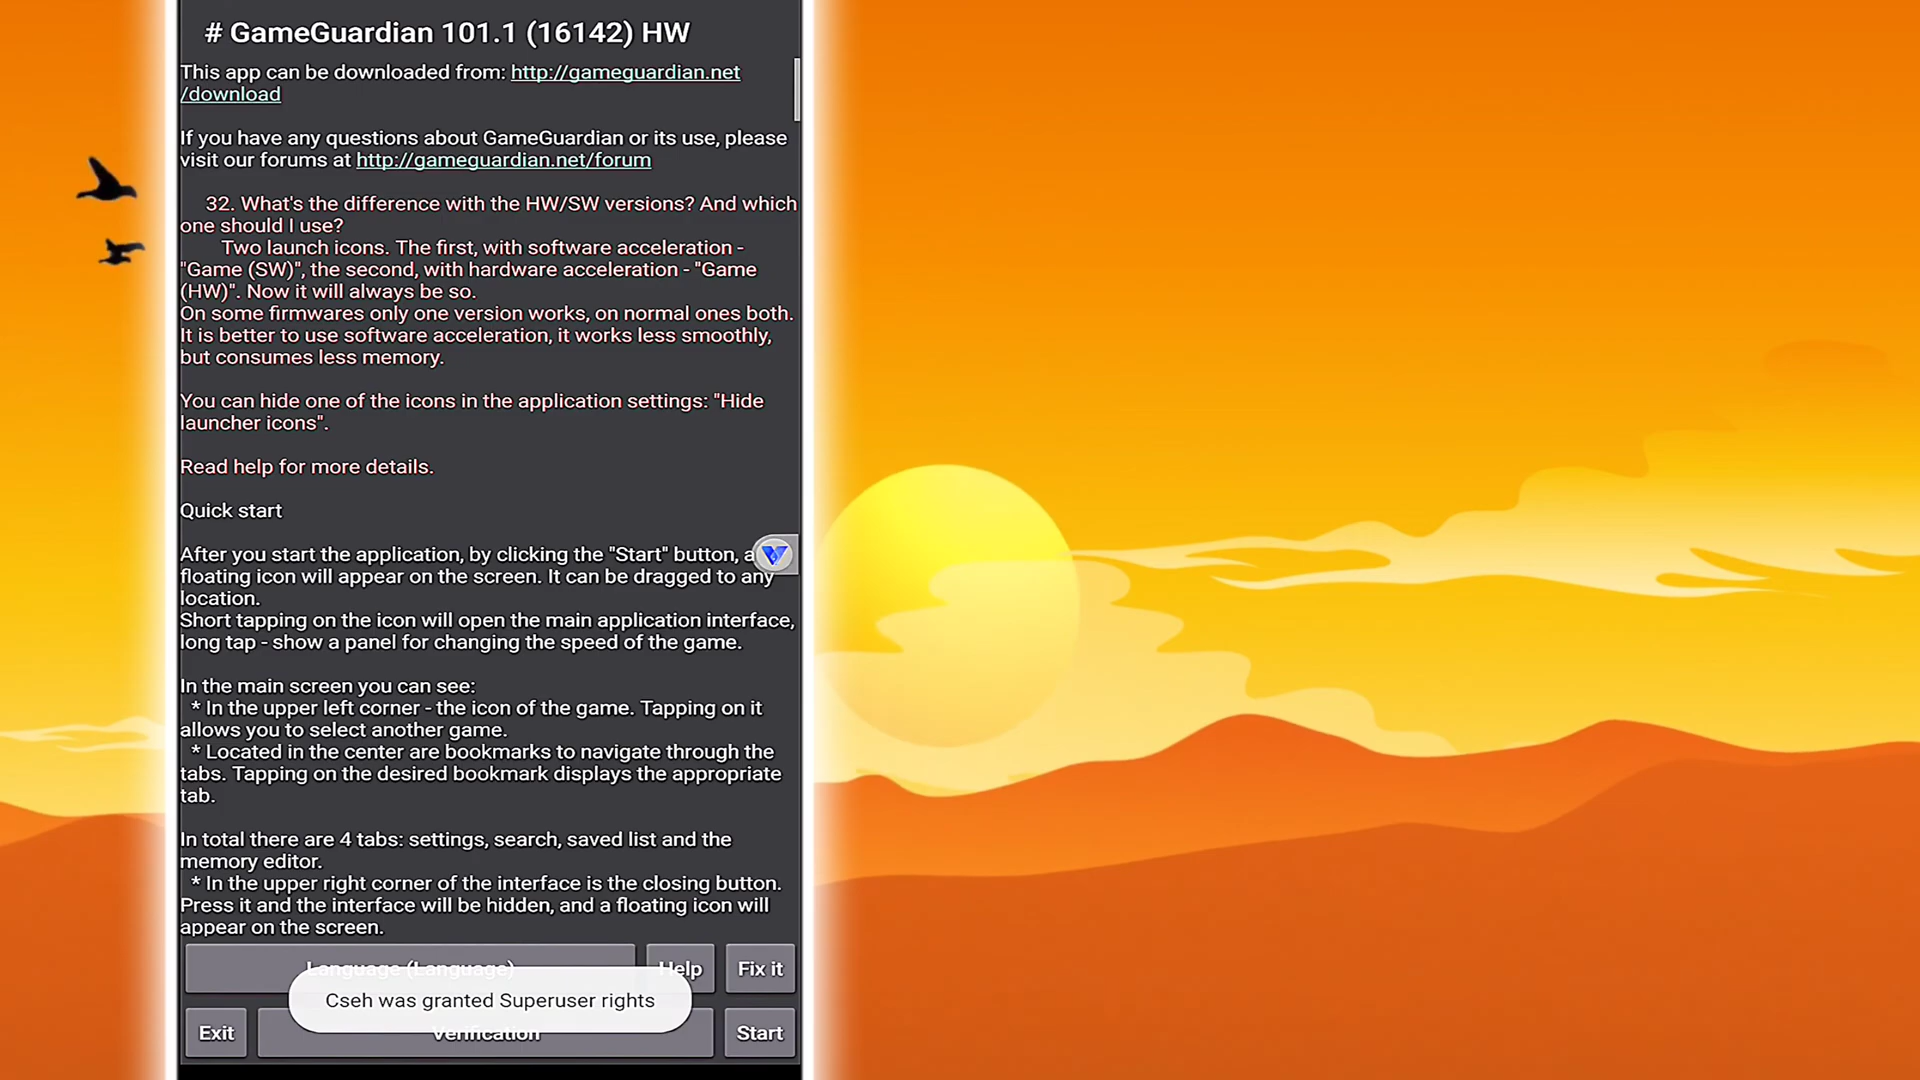 # GameGuardian 101.1 (16142) HW
This app can be downloaded from: http://gameguardian.net
/download
If you have any questions about GameGuardian or its use, please
visit our forums at http://gameguardian.net/forum
32. What's the difference with the HW/SW versions? And which
one should I use?
Two launch icons. The first, with software acceleration -
"Game (SW)", the second, with hardware acceleration - "Game
(HW)". Now it will always be so.
On some firmwares only one version works, on normal ones both.
It is better to use software acceleration, it works less smoothly,
but consumes less memory.
You can hide one of the icons in the application settings: "Hide
launcher icons".
Read help for more details.
Quick start
After you start the application, by clicking the "Start" button, a
floating icon will appear on the screen. It can be dragged to any
location.
Short tapping on the icon will open the main application interface,
long tap - show a panel for changing the speed of the game.
In the main screen you can see:
* In the upper left corner - the icon of the game. Tapping on it
allows you to select another game.
* Located in the center are bookmarks to navigate through the
tabs. Tapping on the desired bookmark displays the appropriate
tab.
In total there are 4 tabs: settings, search, saved list and the
memory editor.
* In the upper right corner of the interface is the closing button.
Press it and the interface will be hidden, and a floating icon will
appear on the screen.
Language (Language) Help Fix it
Cseh was granted Superuser rights
Exit Verification Start